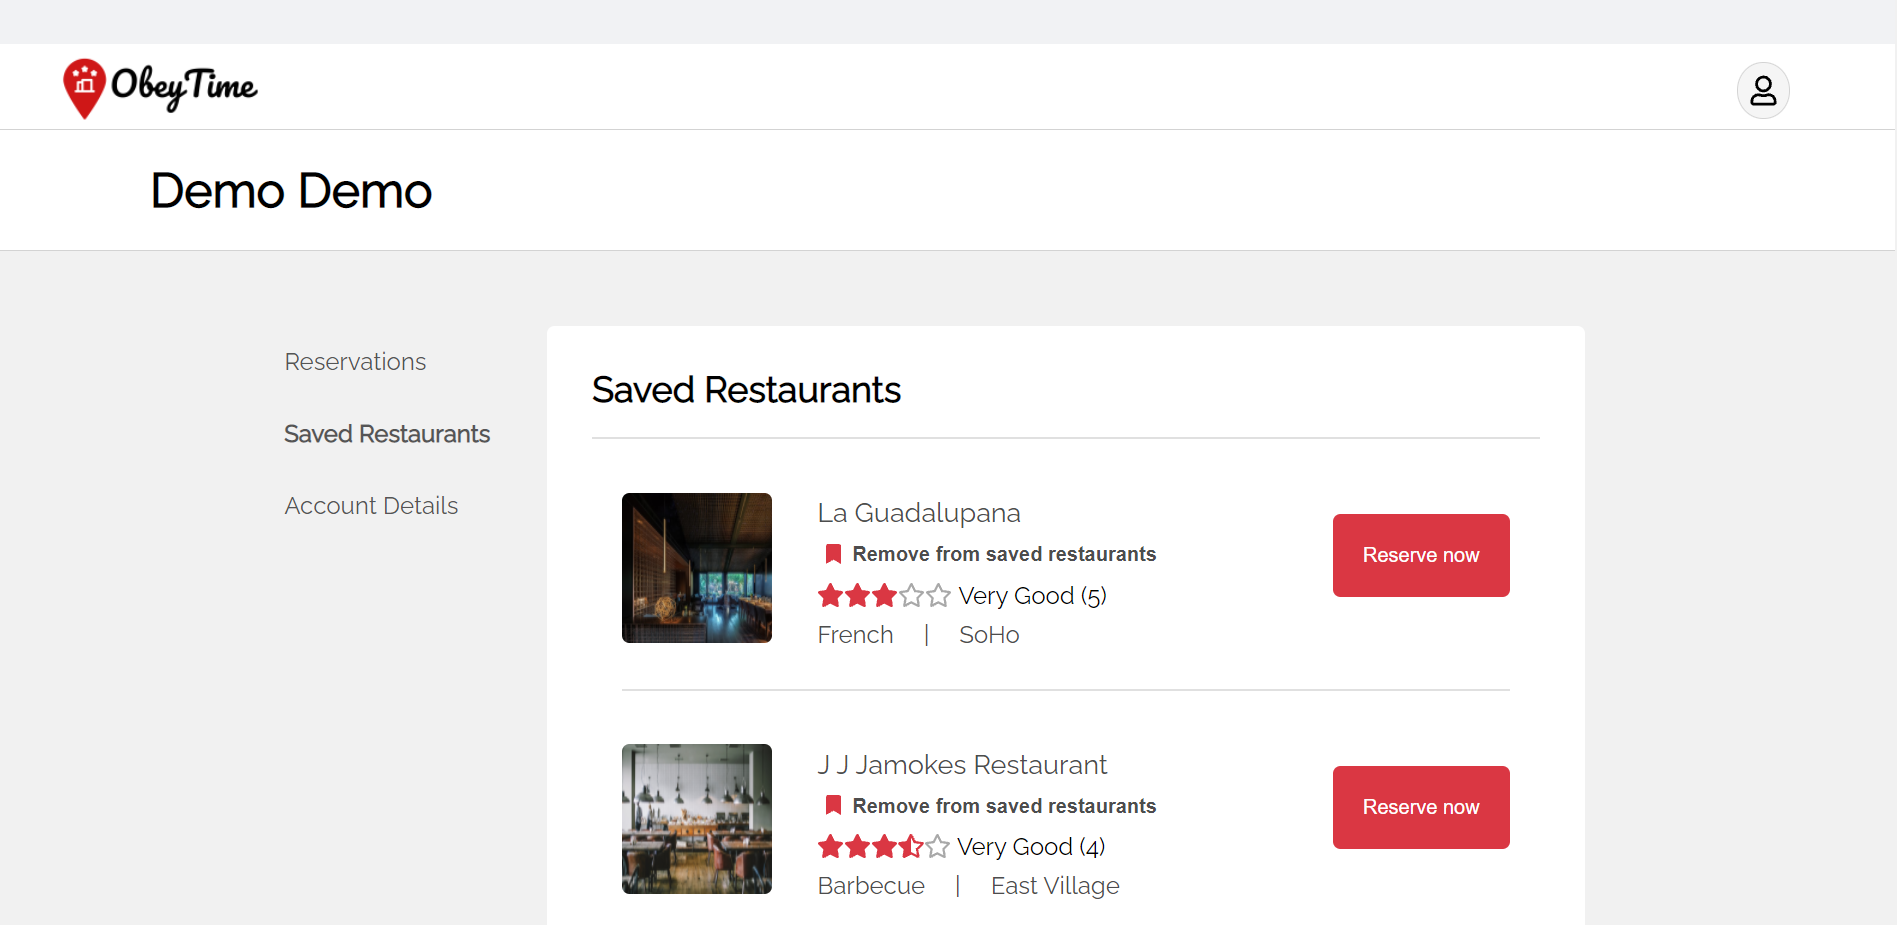 ObeyTime
Demo Demo
Reservations
Saved Restaurants
Account Details
Saved Restaurants
La Guadalupana
Remove from saved restaurants
Very Good (5)
French | SoHo
Reserve now
J J Jamokes Restaurant
Remove from saved restaurants
Very Good (4)
Barbecue | East Village
Reserve now